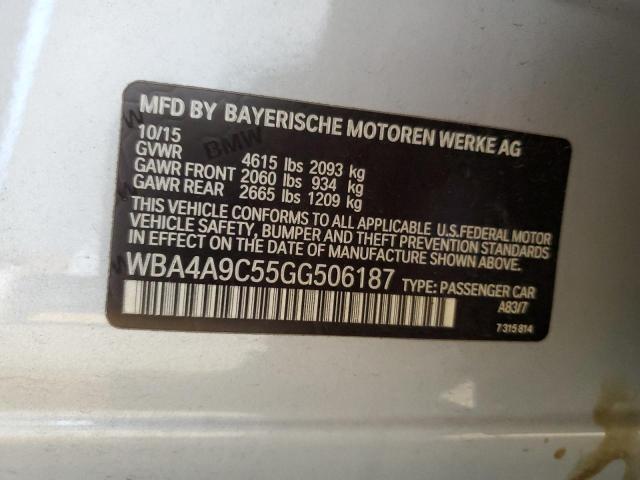 MFD BY BAYERISCHE MOTOREN WERKE AG
10/15
GVWR 4615 lbs 2093 kg
GAWR FRONT 2060 lbs 934 kg
GAWR REAR 2665 lbs 1209 kg
THIS VEHICLE CONFORMS TO ALL APPLICABLE U.S. FEDERAL MOTOR
VEHICLE SAFETY, BUMPER AND THEFT PREVENTION STANDARDS
IN EFFECT ON THE DATE OF MANUFACTURE SHOWN ABOVE.
WBA4A9C55GG506187 TYPE: PASSENGER CAR
A83/7
7 315 814
BMW